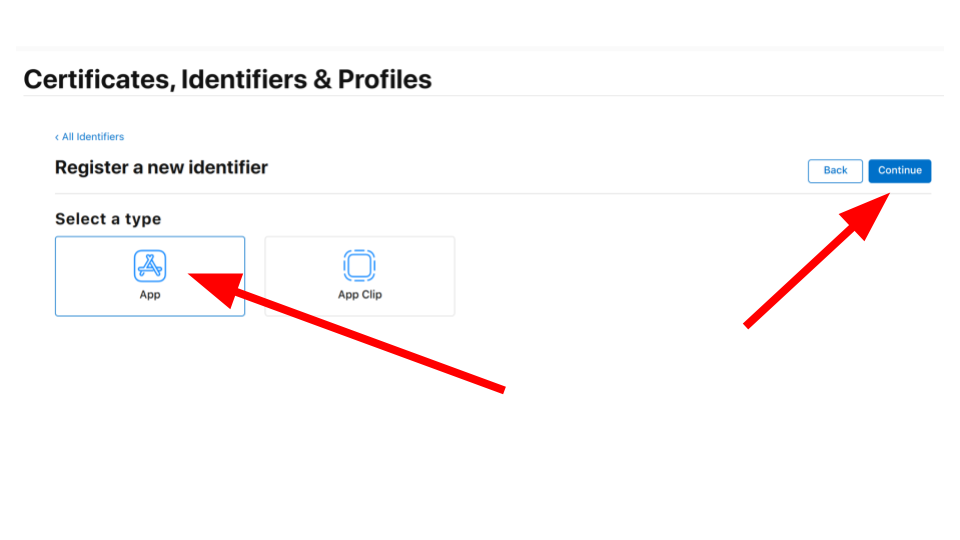 Certificates, Identifiers & Profiles
‹ All Identifiers
Register a new identifier
Back
Continue
Select a type
App
App Clip